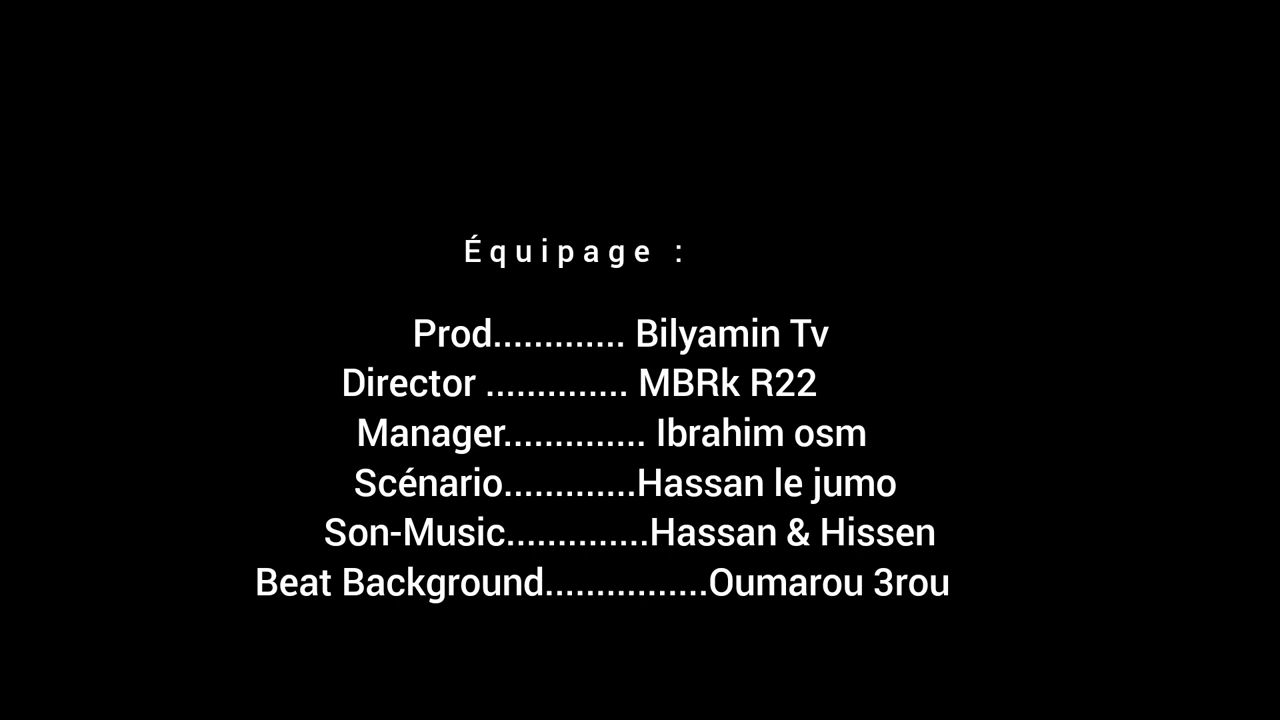 Équipage :
Prod............. Bilyamin Tv
Director .............. MBRk R22
Manager.............. Ibrahim osm
Scénario.............Hassan le jumo
Son-Music..............Hassan & Hissen
Beat Background................Oumarou 3rou